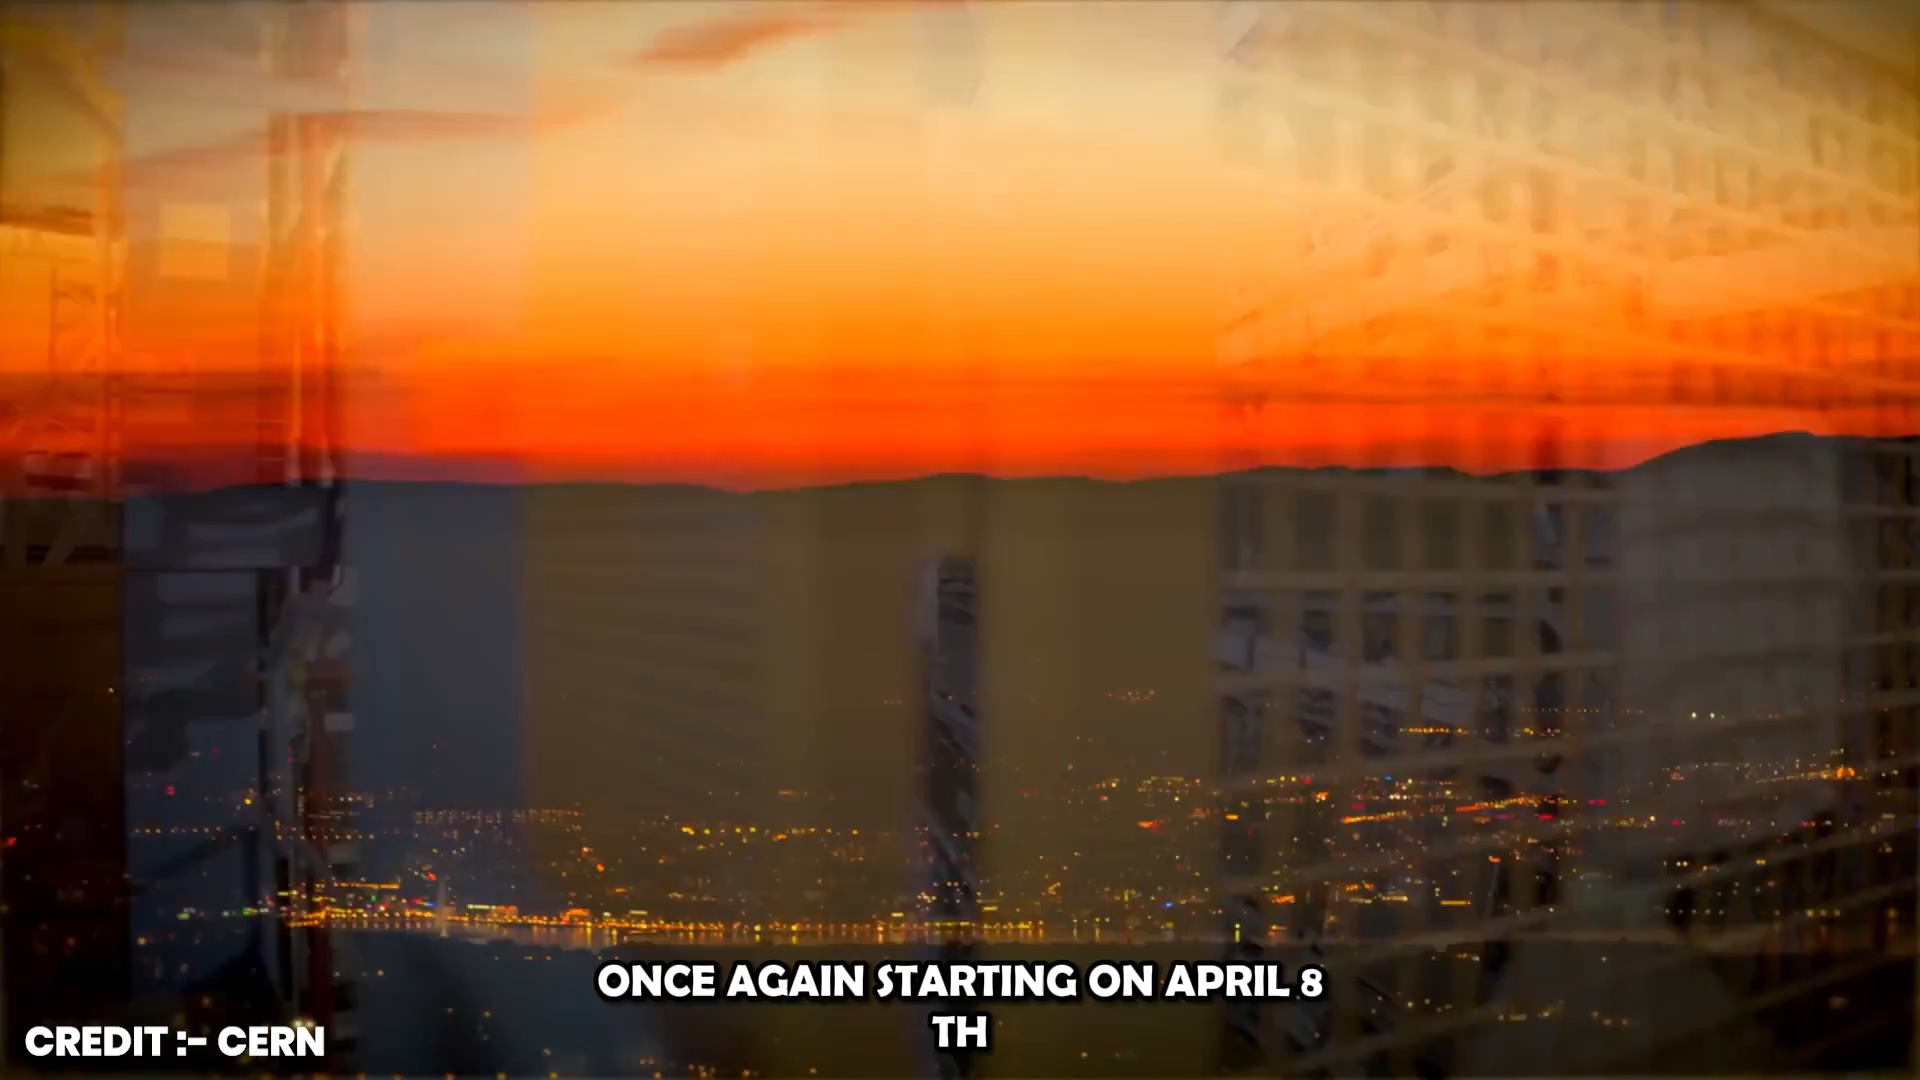 ONCE AGAIN STARTING ON APRIL 8
TH
CREDIT :- CERN